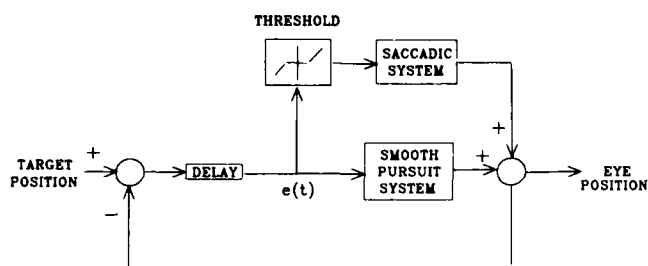 THRESHOLD
SACCADIC
SYSTEM
+
+
TARGET
POSITION
DELAY
e(t)
SMOOTH
PURSUIT
SYSTEM
+
EYE
POSITION
−